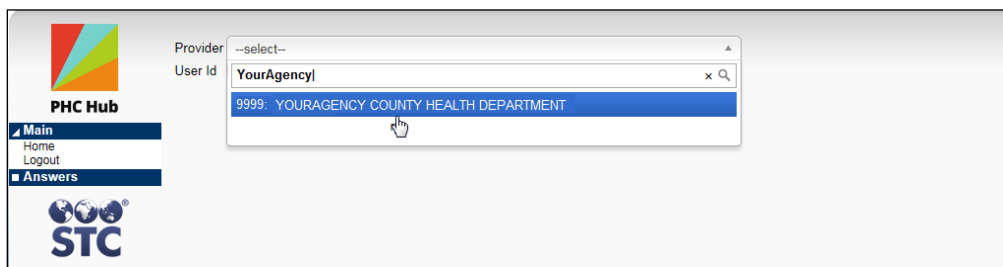 Provider --select--
User Id YourAgency x
9999: YOURAGENCY COUNTY HEALTH DEPARTMENT
PHC Hub
Main
Home
Logout
Answers
STC®